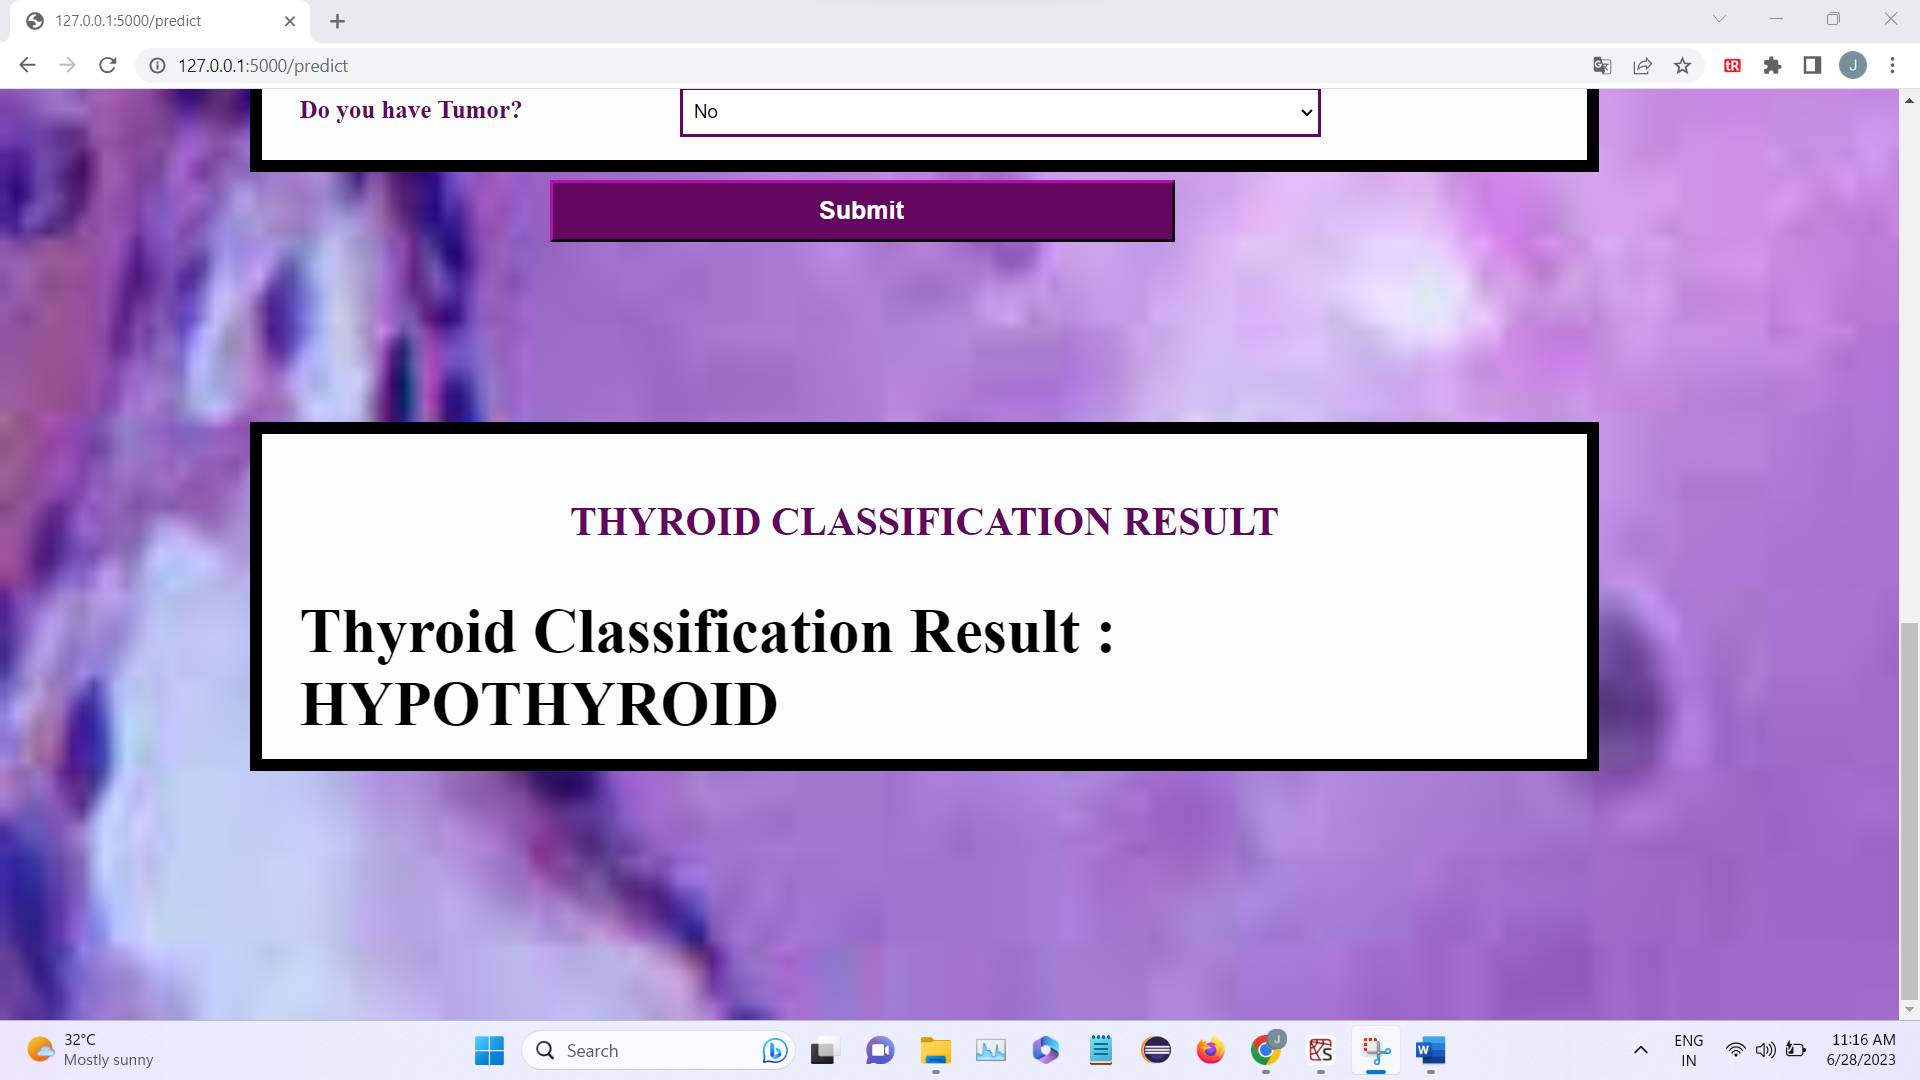 127.0.0.1:5000/predict
127.0.0.1:5000/predict
tR
J
Do you have Tumor?
No
Submit
THYROID CLASSIFICATION RESULT
Thyroid Classification Result :
HYPOTHYROID
32°C
Mostly sunny
Search
J
W
ENG
IN
11:16 AM
6/28/2023